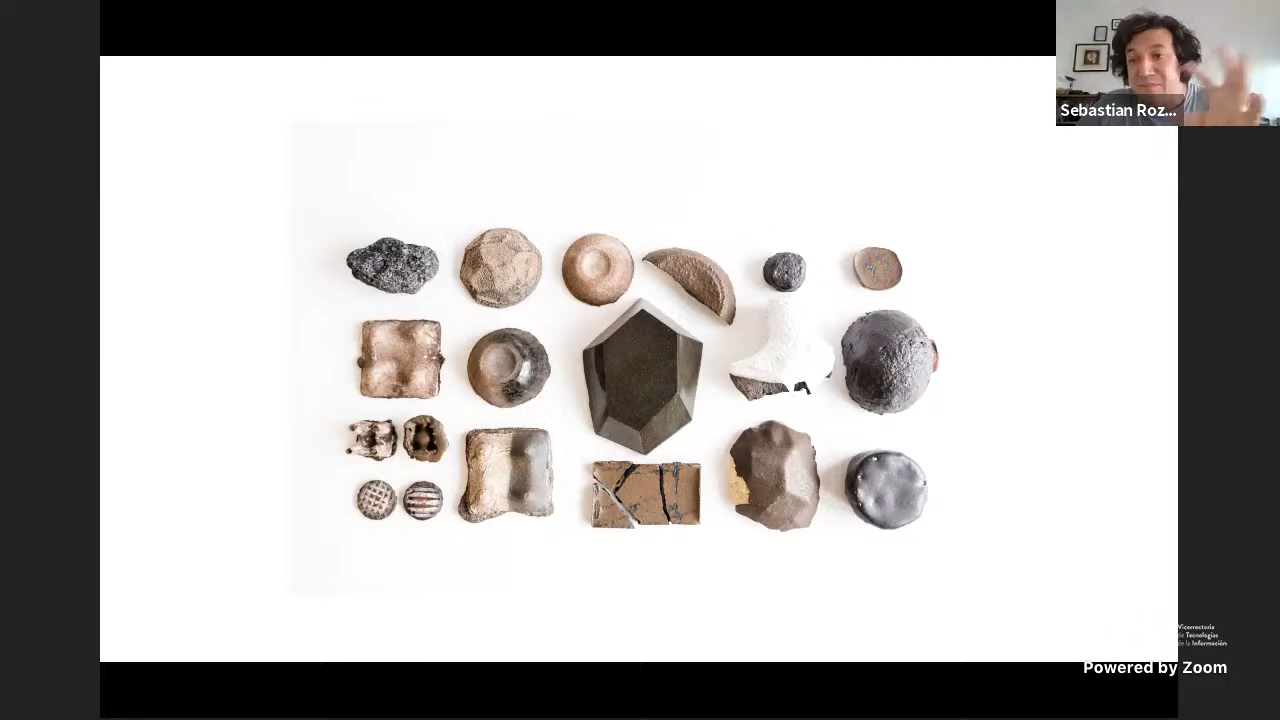 Sebastian Roz...
Vicerrectoría
de Tecnologías
de la Información
Powered by Zoom